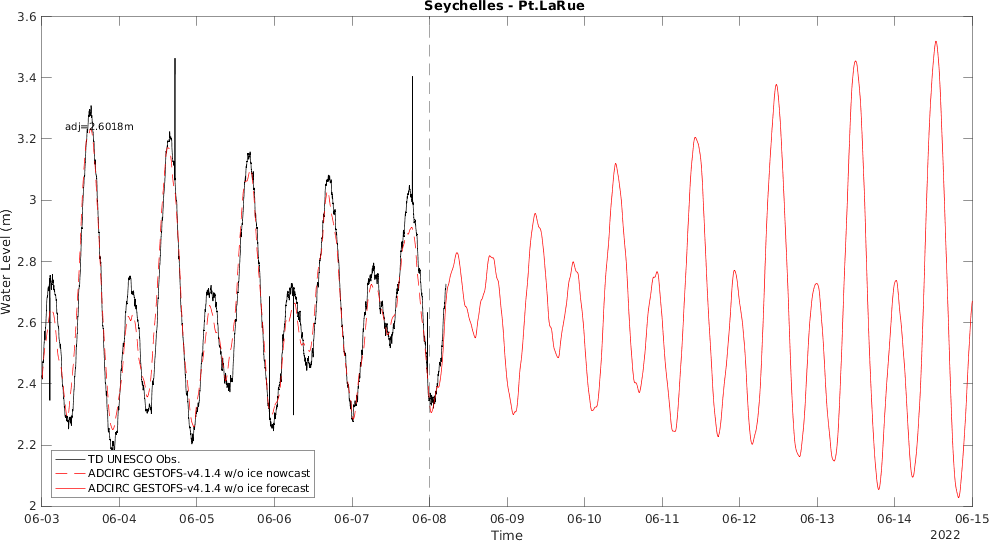 Seychelles - Pt.LaRue
3.6
3.4
3.2
3
2.8
2.6
2.4
2.2
2
Water Level (m)
adj=2.6018m
TD UNESCO Obs.
ADCIRC GESTOFS-v4.1.4 w/o ice nowcast
ADCIRC GESTOFS-v4.1.4 w/o ice forecast
06-03 06-04 06-05 06-06 06-07 06-08 06-09 06-10 06-11 06-12 06-13 06-14 06-15
Time
2022